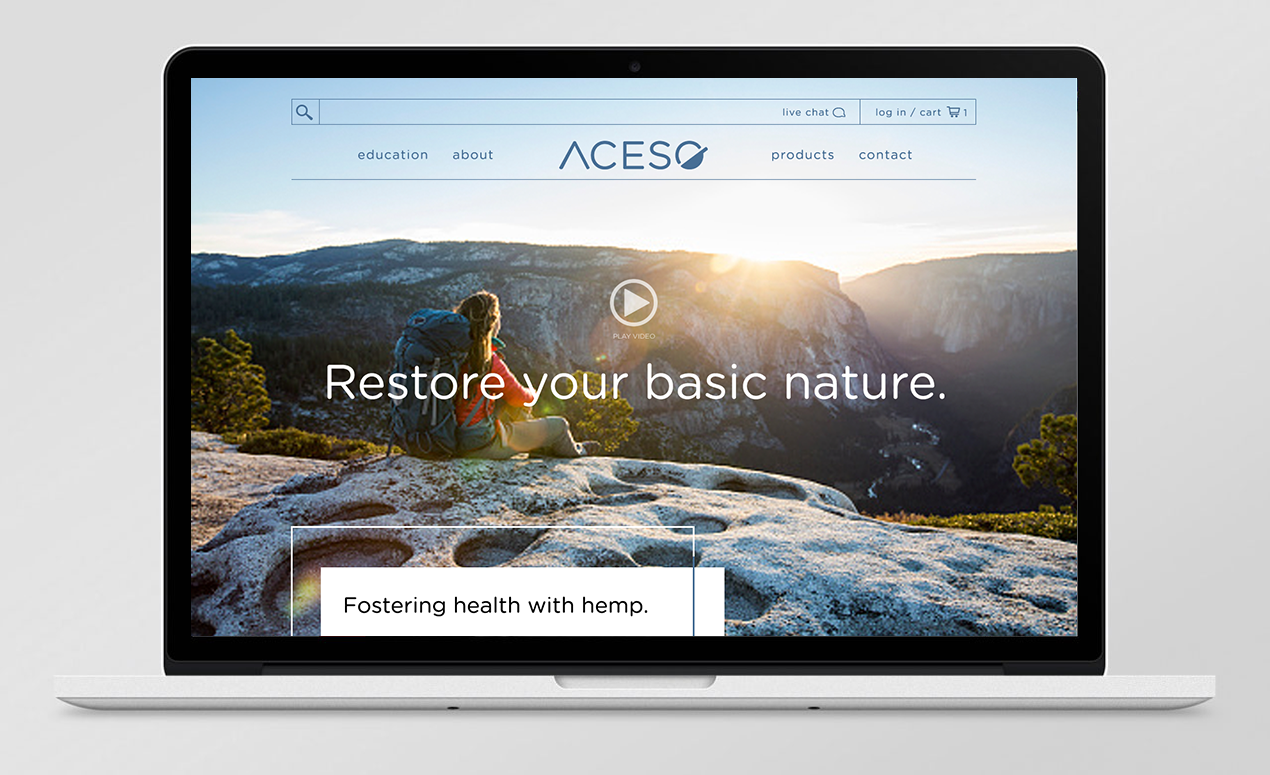 live chat
log in / cart 1
education about ACESO products contact
PLAY VIDEO
Restore your basic nature.
Fostering health with hemp.